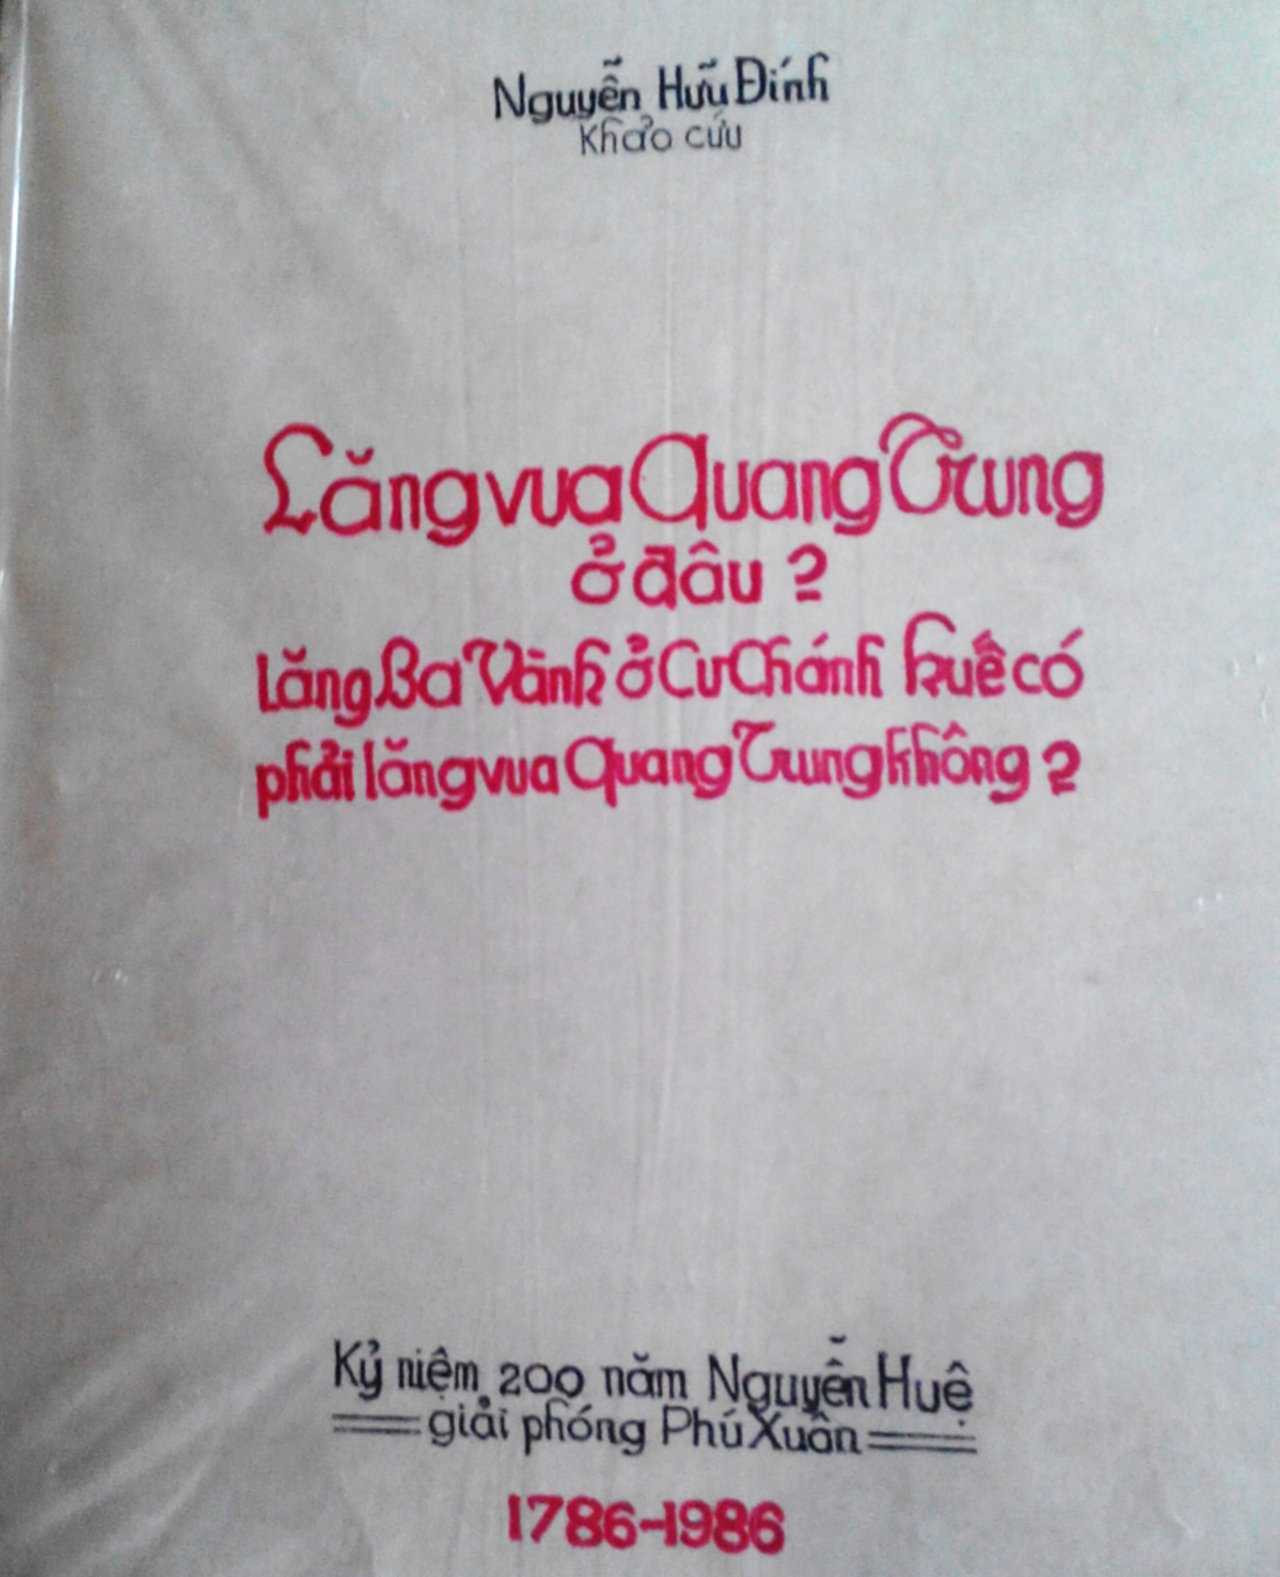 Nguyễn Hữu Đính
Khảo cứu
Lăng vua Quang Trung
ở đâu ?
Lăng Ba Vành ở Cư Chánh Huế có
phải lăng vua Quang Trung không ?
Kỷ niệm 200 năm Nguyễn Huệ
giải phóng Phú Xuân
1786-1986